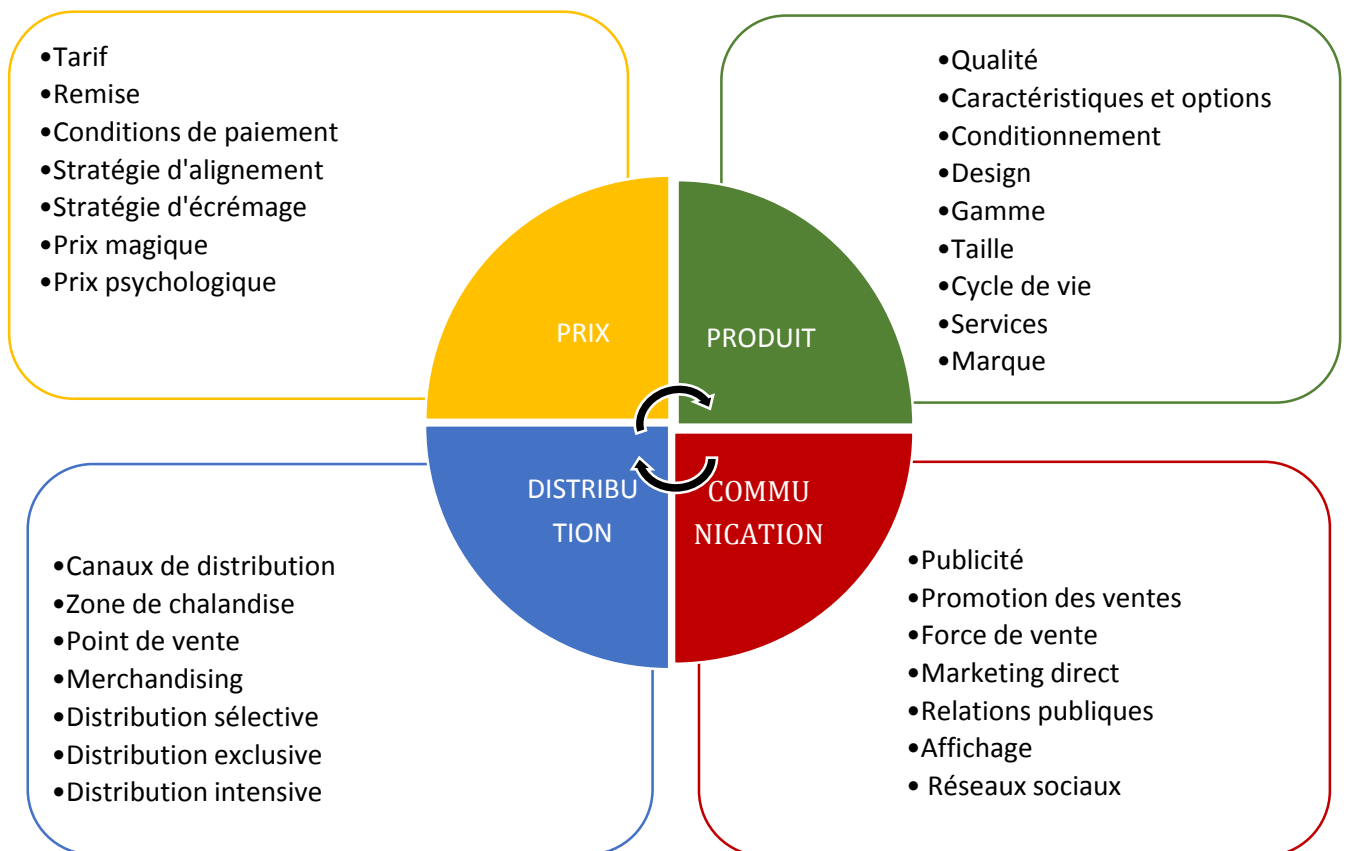 •Tarif
•Remise
•Conditions de paiement
•Stratégie d'alignement
•Stratégie d'écrémage
•Prix magique
•Prix psychologique
•Qualité
•Caractéristiques et options
•Conditionnement
•Design
•Gamme
•Taille
•Cycle de vie
•Services
•Marque
PRIX
PRODUIT
DISTRIBU
TION
COMMU
NICATION
•Canaux de distribution
•Zone de chalandise
•Point de vente
•Merchandising
•Distribution sélective
•Distribution exclusive
•Distribution intensive
•Publicité
•Promotion des ventes
•Force de vente
•Marketing direct
•Relations publiques
•Affichage
• Réseaux sociaux